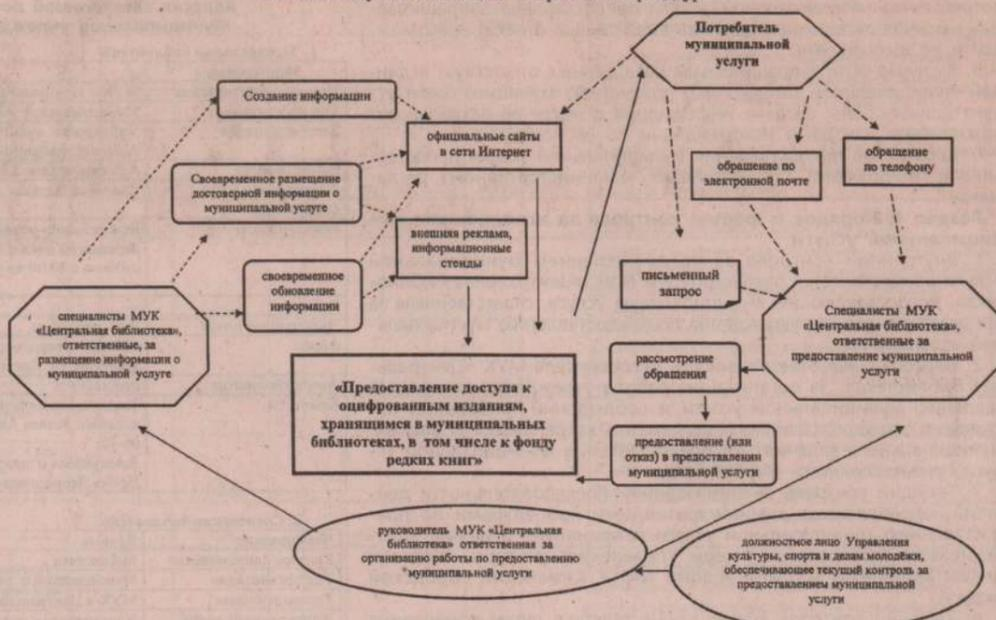 Потребитель
муниципальной
услуги
Создание информации
официальные сайты
в сети Интернет
обращение по
электронной почте
обращение
по телефону
Своевременное размещение
достоверной информации о
муниципальной услуге
внешняя реклама,
информационные
стенды
своевременное
обновление
информации
письменный
запрос
специалисты МУК
«Центральная библиотека»,
ответственные, за
размещение информации о
муниципальной услуге
Специалисты МУК
«Центральная библиотека»,
ответственные за
предоставление муниципальной
услуги
рассмотрение
обращения
«Предоставление доступа к
оцифрованным изданиям,
хранящимся в муниципальных
библиотеках, в том числе к фонду
редких книг»
предоставление (или
отказ) в предоставлении
муниципальной услуги
руководитель МУК «Центральная
библиотека» ответственная за
организацию работы по предоставлению
муниципальной услуги
должностное лицо Управления
культуры, спорта и делам молодёжи,
обеспечивающее текущий контроль за
предоставлением муниципальной
услуги